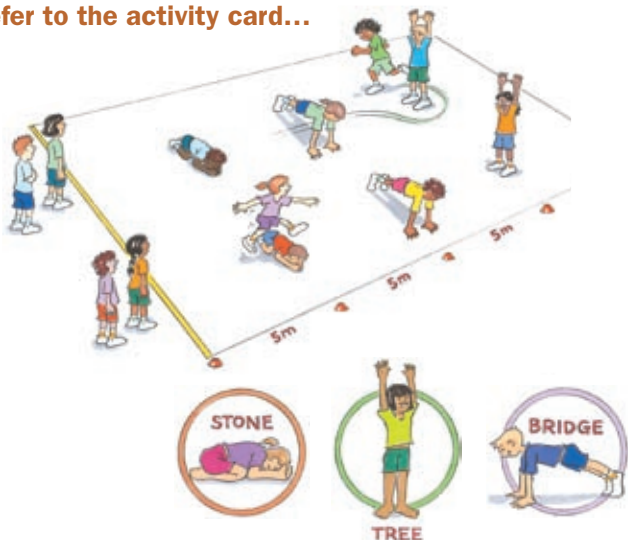 fer to the activity card...
5m
5m
5m
STONE
TREE
BRIDGE